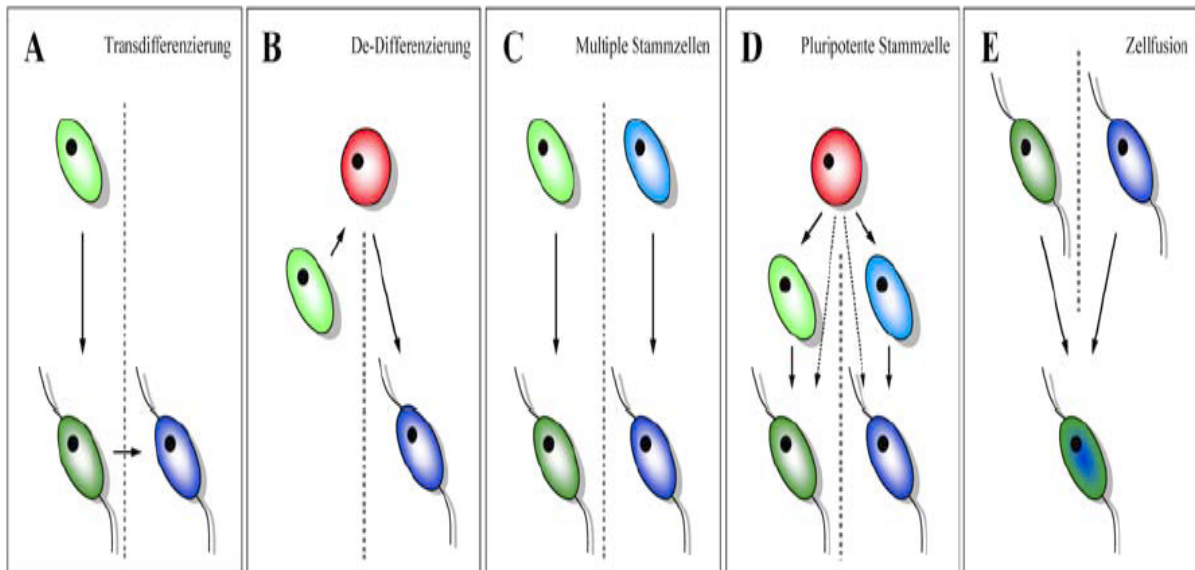 A Transdifferenzierung
B De-Differenzierung
C Multiple Stammzellen
D Pluripotente Stammzelle
E Zellfusion